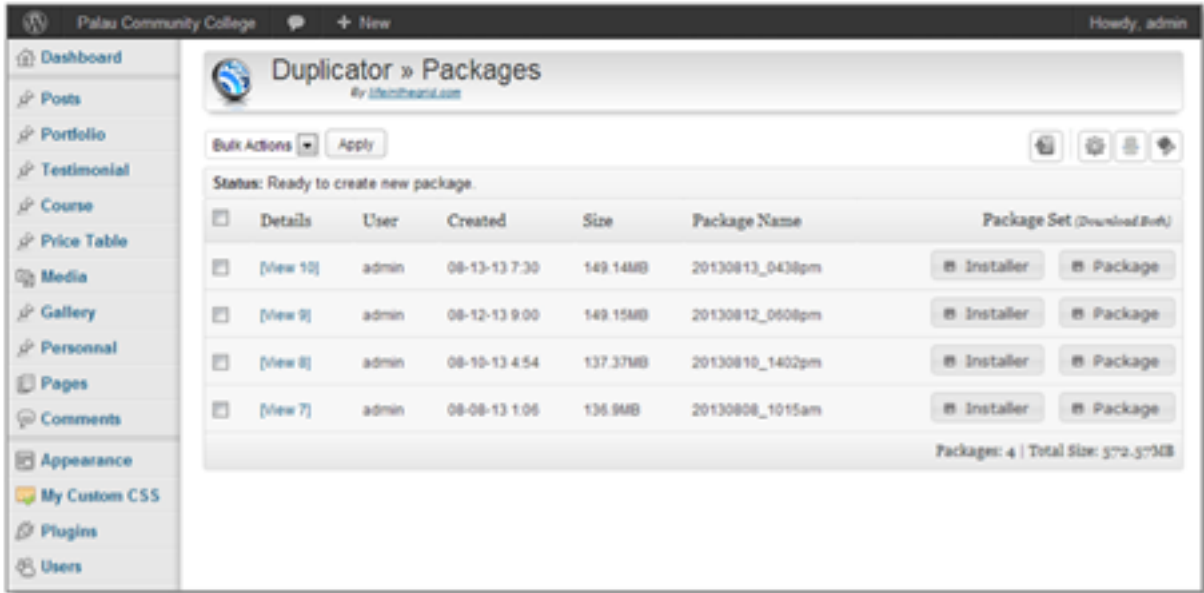 Palau Community College + New Howdy, admin
Dashboard
Posts
Portfolio
Testimonial
Course
Price Table
Media
Gallery
Personnal
Pages
Comments
Appearance
My Custom CSS
Plugins
Users
Duplicator » Packages
By lifeinthegrid.com
Bulk Actions Apply
Status: Ready to create new package.
Details User Created Size Package Name Package Set (Download Both)
[View 10] admin 08-13-13 7:30 149.14MB 20130813_0438pm Installer Package
[View 9] admin 08-12-13 9:00 149.15MB 20130812_0608pm Installer Package
[View 8] admin 08-10-13 4:54 137.37MB 20130810_1402pm Installer Package
[View 7] admin 08-08-13 1:06 136.9MB 20130808_1015am Installer Package
Packages: 4 | Total Size: 572.57MB